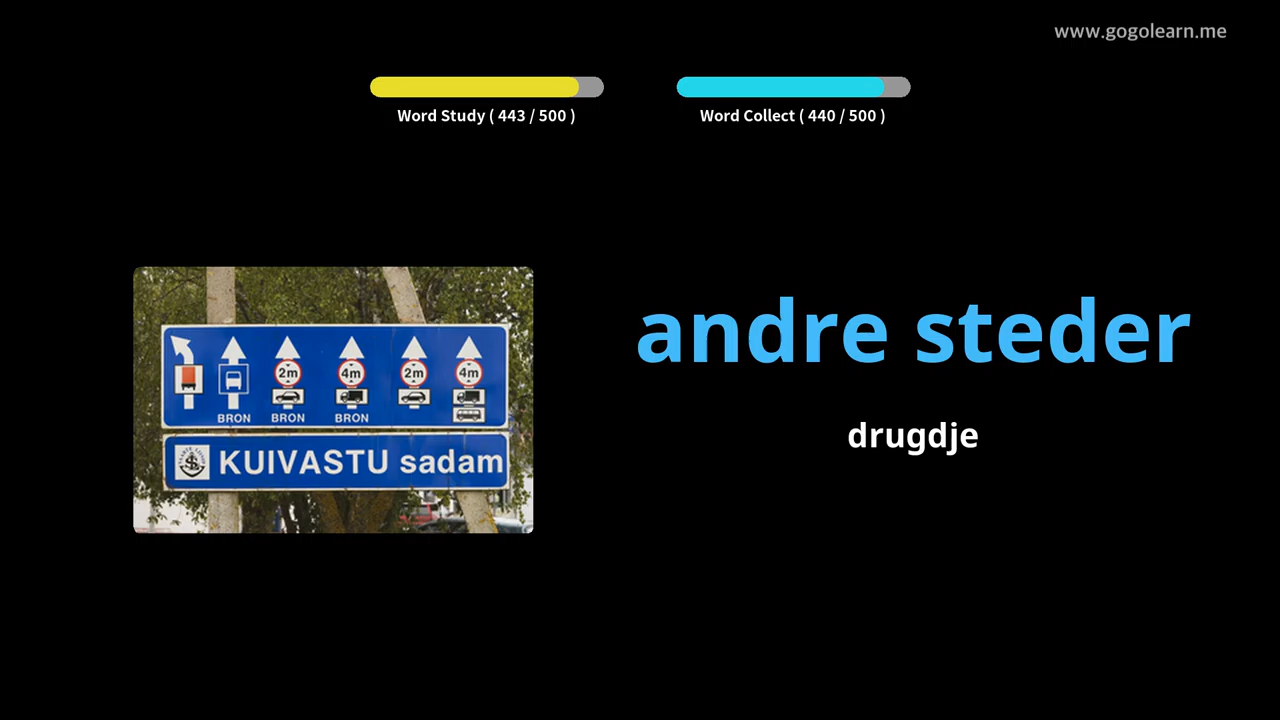 www.gogolearn.me
Word Study ( 443 / 500 )
Word Collect ( 440 / 500 )
andre steder
drugdje
2m 4m 2m 4m
BRON BRON BRON
KUIVASTU sadam